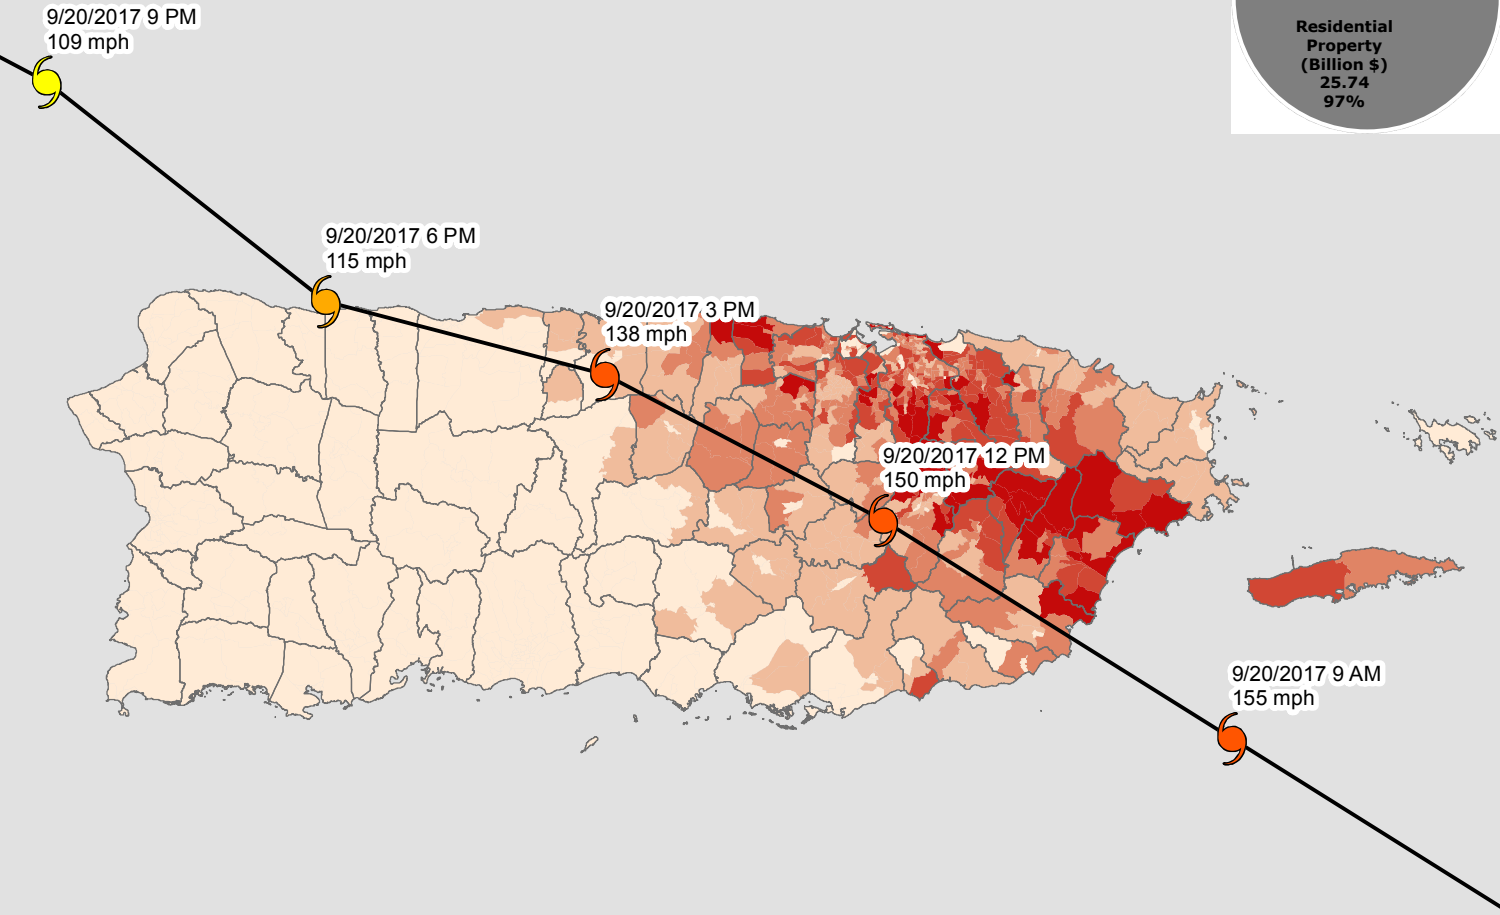 9/20/2017 9 PM
109 mph
Residential
Property
(Billion $)
25.74
97%
9/20/2017 6 PM
115 mph
9/20/2017 3 PM
138 mph
9/20/2017 12 PM
150 mph
9/20/2017 9 AM
155 mph